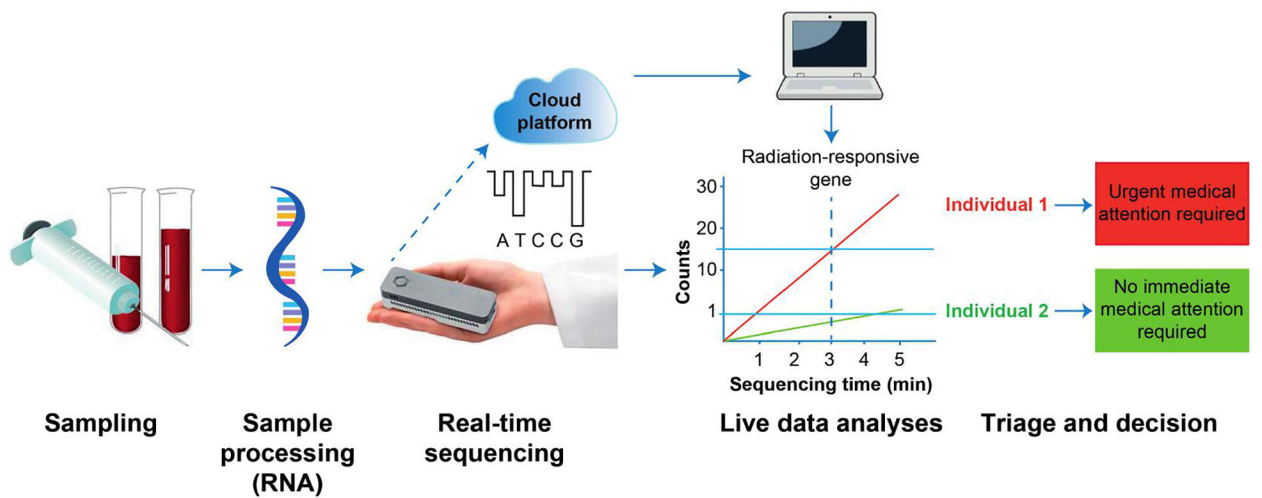 Cloud
platform
A T C C G
Radiation-responsive
gene
30
20
10
1
Counts
1 2 3 4 5
Sequencing time (min)
Individual 1
Urgent medical
attention required
Individual 2
No immediate
medical attention
required
Sampling
Sample
processing
(RNA)
Real-time
sequencing
Live data analyses
Triage and decision